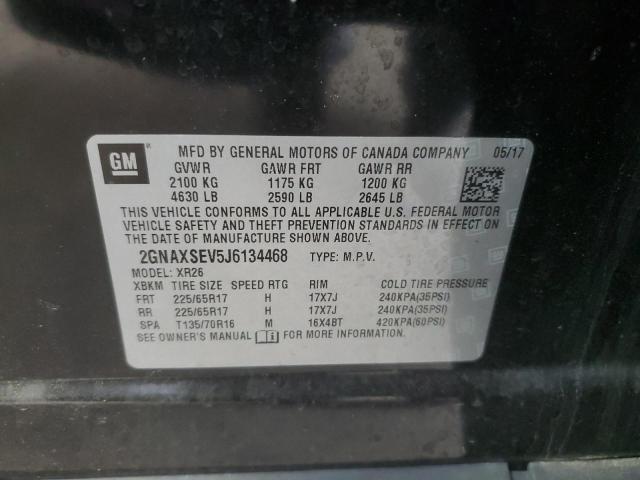 GM MFD BY GENERAL MOTORS OF CANADA COMPANY 05/17
GVWR GAWR FRT GAWR RR
2100 KG 1175 KG 1200 KG
4630 LB 2590 LB 2645 LB
THIS VEHICLE CONFORMS TO ALL APPLICABLE U.S. FEDERAL MOTOR
VEHICLE SAFETY AND THEFT PREVENTION STANDARDS IN EFFECT ON
THE DATE OF MANUFACTURE SHOWN ABOVE.
2GNAXSEV5J6134468 TYPE: M.P.V.
MODEL: XR26
XBKM TIRE SIZE SPEED RTG RIM COLD TIRE PRESSURE
FRT 225/65R17 H 17X7J 240KPA(35PSI)
RR 225/65R17 H 17X7J 240KPA(35PSI)
SPA T135/70R16 M 16X4BT 420KPA(60PSI)
SEE OWNER'S MANUAL FOR MORE INFORMATION